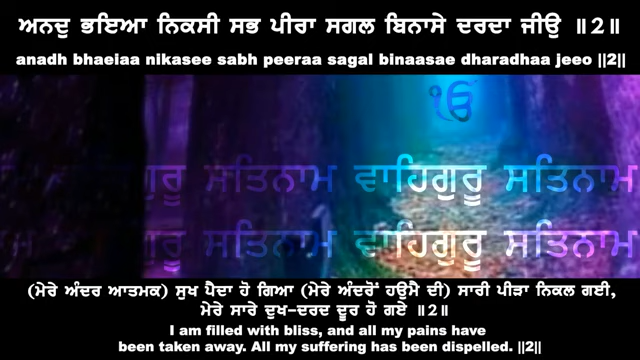 ਅਨਦੁ ਭਇਆ ਨਿਕਸੀ ਸਭ ਪੀਰਾ ਸਗਲ ਬਿਨਾਸੇ ਦਰਦਾ ਜੀਉ ॥2॥
anadh bhaeiaa nikasee sabh peeraa sagal binaasae dharadhaa jeeo ||2||
ੴ
ਸਤਿਨਾਮ ਵਾਹਿਗੁਰੂ ਸਤਿਨਾਮ
ਸਤਿਨਾਮ ਵਾਹਿਗੁਰੂ ਸਤਿਨਾਮ
(ਮੇਰੇ ਅੰਦਰ ਆਤਮਕ) ਸੁਖ ਪੈਦਾ ਹੋ ਗਿਆ (ਮੇਰੇ ਅੰਦਰੋਂ ਹਉਮੈ ਦੀ) ਸਾਰੀ ਪੀੜਾ ਨਿਕਲ ਗਈ,
ਮੇਰੇ ਸਾਰੇ ਦੁਖ-ਦਰਦ ਦੂਰ ਹੋ ਗਏ ॥2॥
I am filled with bliss, and all my pains have
been taken away. All my suffering has been dispelled. ||2||